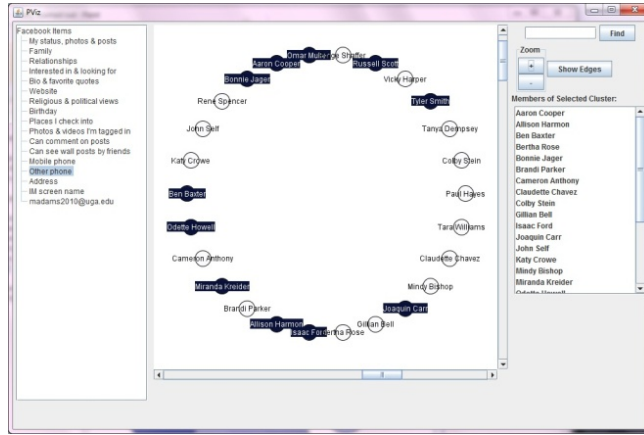 PViz
Facebook Items
My status, photos & posts
Family
Relationships
Interested in & looking for
Bio & favorite quotes
Website
Religious & political views
Birthday
Places I check into
Photos & videos I'm tagged in
Can comment on posts
Can see wall posts by friends
Mobile phone
Other phone
Address
IM screen name
madams2010@uga.edu
Omar Shaffer
Aaron Cooper
Russell Scott
Bonnie Jager
Vicky Harper
Rene Spencer
Tyler Smith
John Self
Tanya Dempsey
Katy Crowe
Colby Stein
Ben Baxter
Paul Hayes
Odette Howell
Tara Williams
Cameron Anthony
Claudette Chavez
Miranda Kreider
Mindy Bishop
Brandi Parker
Joaquin Carr
Allison Harmon
Gillian Bell
Isaac Ford
ertha Rose
Find
Zoom
+
-
Show Edges
Members of Selected Cluster:
Aaron Cooper
Allison Harmon
Ben Baxter
Bertha Rose
Bonnie Jager
Brandi Parker
Cameron Anthony
Claudette Chavez
Colby Stein
Gillian Bell
Isaac Ford
Joaquin Carr
John Self
Katy Crowe
Mindy Bishop
Miranda Kreider
Odette Howell